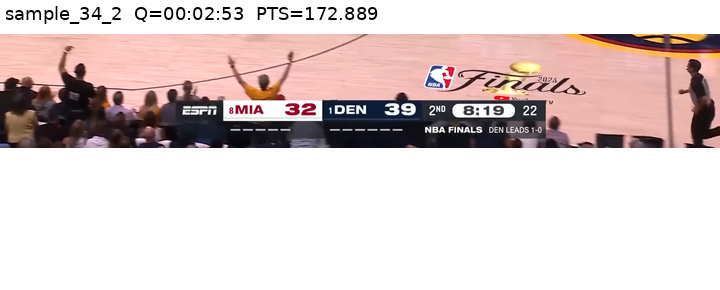 sample_34_2 Q=00:02:53 PTS=172.889
NBA
2023
Finals
ESPN 8 MIA 32 1 DEN 39 2ND 8:19 22
NBA FINALS DEN LEADS 1-0